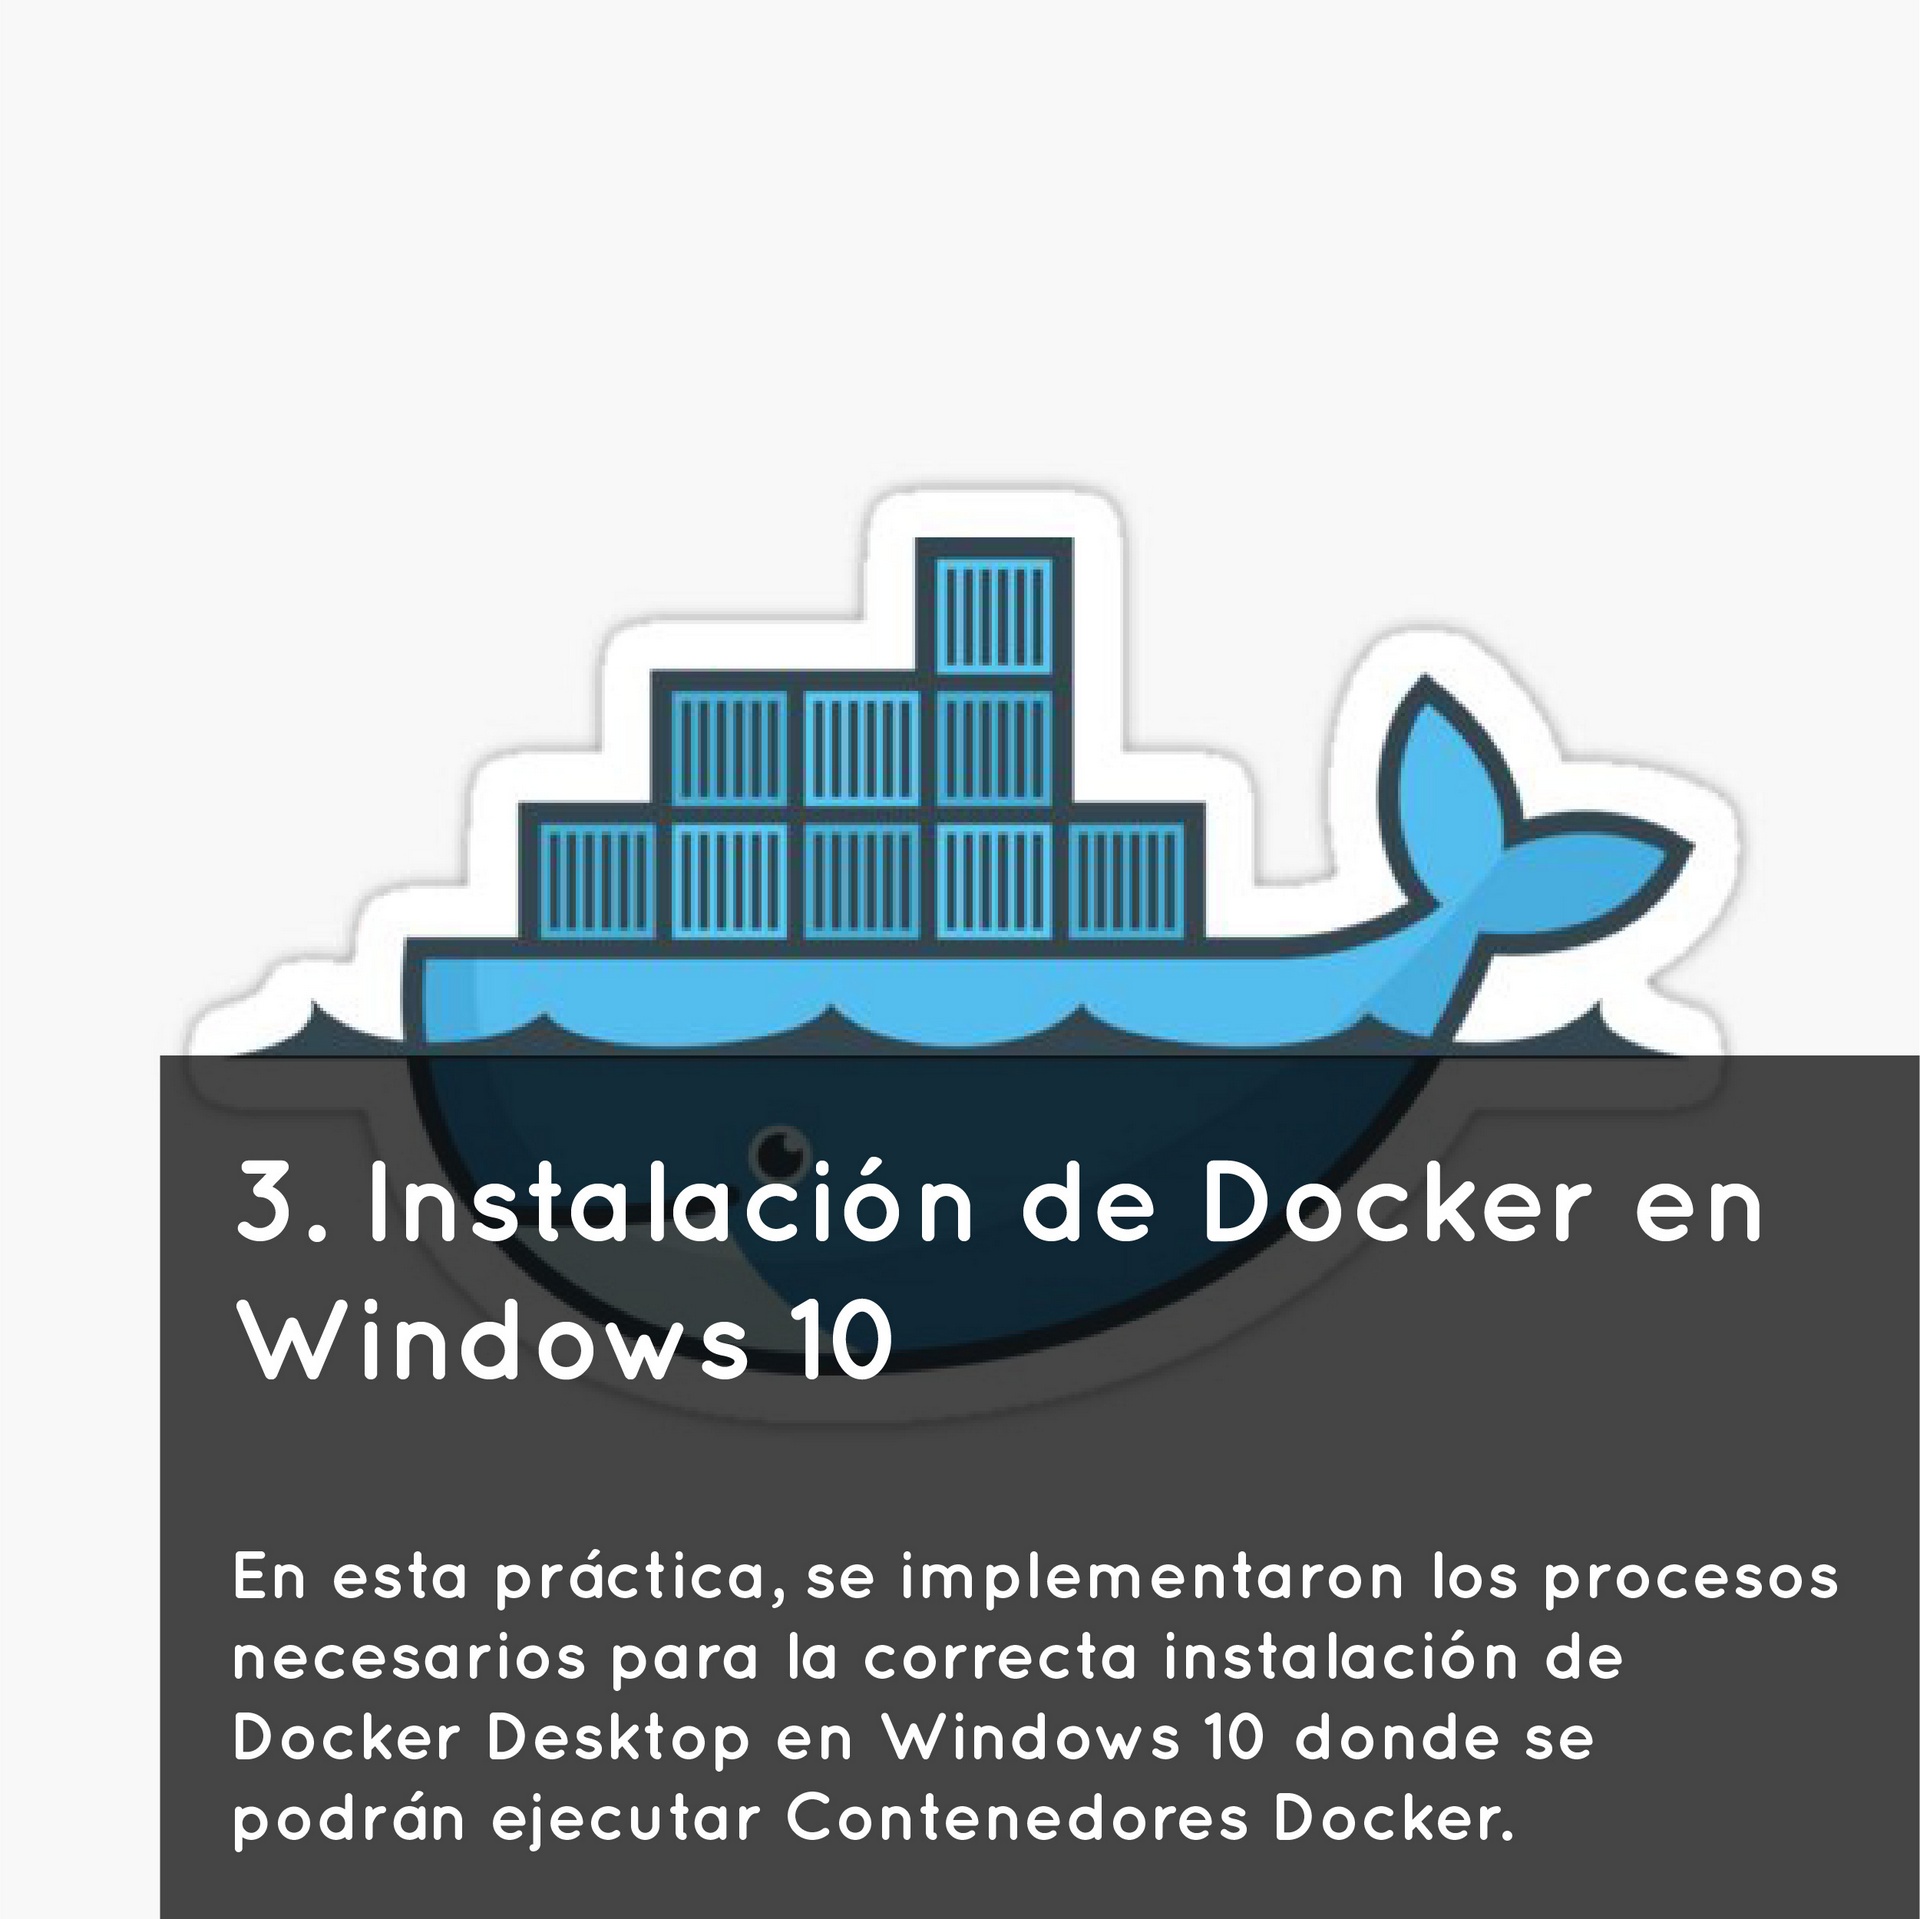 3. Instalación de Docker en
Windows 10
En esta práctica, se implementaron los procesos
necesarios para la correcta instalación de
Docker Desktop en Windows 10 donde se
podrán ejecutar Contenedores Docker.